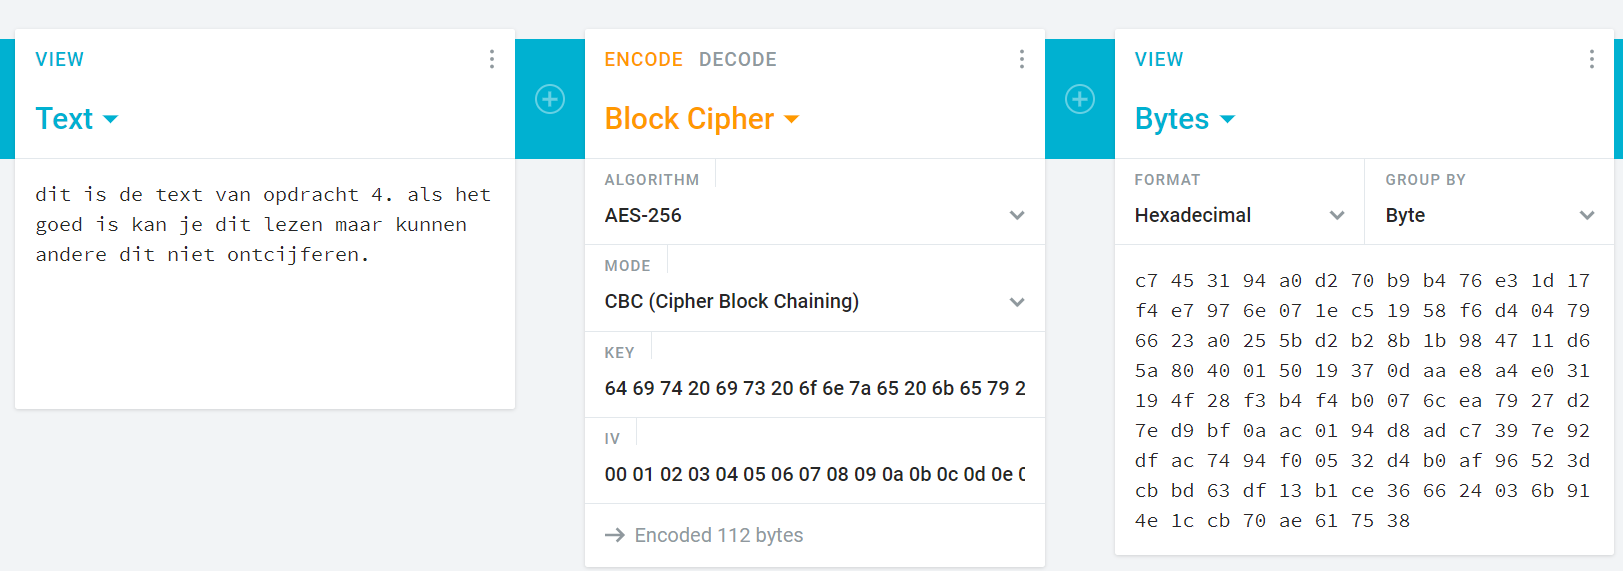 VIEW
Text
dit is de text van opdracht 4. als het
goed is kan je dit lezen maar kunnen
andere dit niet ontcijferen.
ENCODE DECODE
Block Cipher
ALGORITHM
AES-256
MODE
CBC (Cipher Block Chaining)
KEY
64 69 74 20 69 73 20 6f 6e 7a 65 20 6b 65 79 2
IV
00 01 02 03 04 05 06 07 08 09 0a 0b 0c 0d 0e 0
→ Encoded 112 bytes
VIEW
Bytes
FORMAT
Hexadecimal
GROUP BY
Byte
c7 45 31 94 a0 d2 70 b9 b4 76 e3 1d 17
f4 e7 97 6e 07 1e c5 19 58 f6 d4 04 79
66 23 a0 25 5b d2 b2 8b 1b 98 47 11 d6
5a 80 40 01 50 19 37 0d aa e8 a4 e0 31
19 4f 28 f3 b4 f4 b0 07 6c ea 79 27 d2
7e d9 bf 0a ac 01 94 d8 ad c7 39 7e 92
df ac 74 94 f0 05 32 d4 b0 af 96 52 3d
cb bd 63 df 13 b1 ce 36 66 24 03 6b 91
4e 1c cb 70 ae 61 75 38